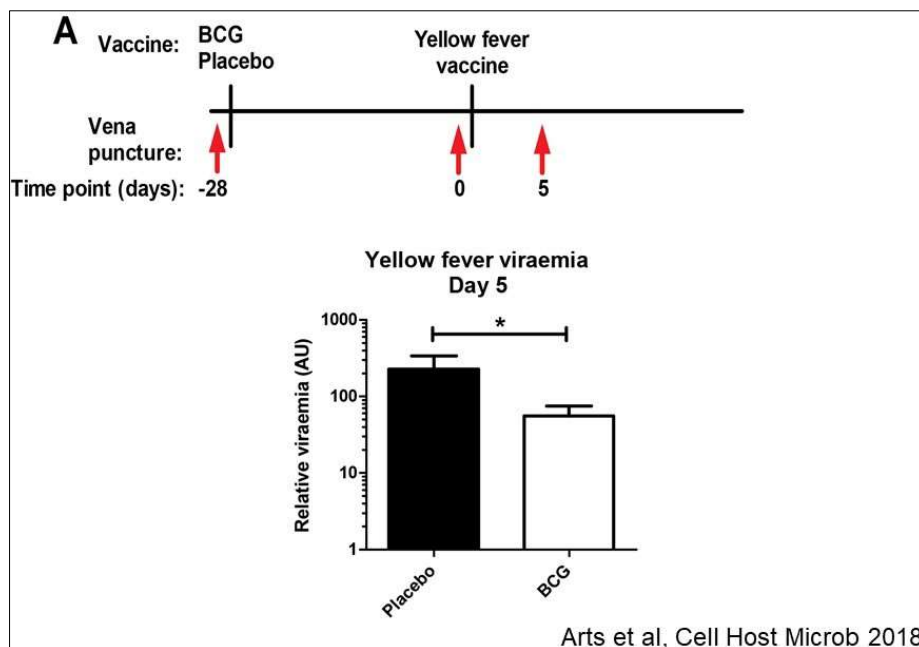 A
Vaccine: BCG
Placebo
Yellow fever
vaccine
Vena
puncture:
Time point (days): -28 0 5
Yellow fever viraemia
Day 5
*
Relative viraemia (AU)
1000
100
10
1
Placebo
BCG
Arts et al, Cell Host Microb 2018